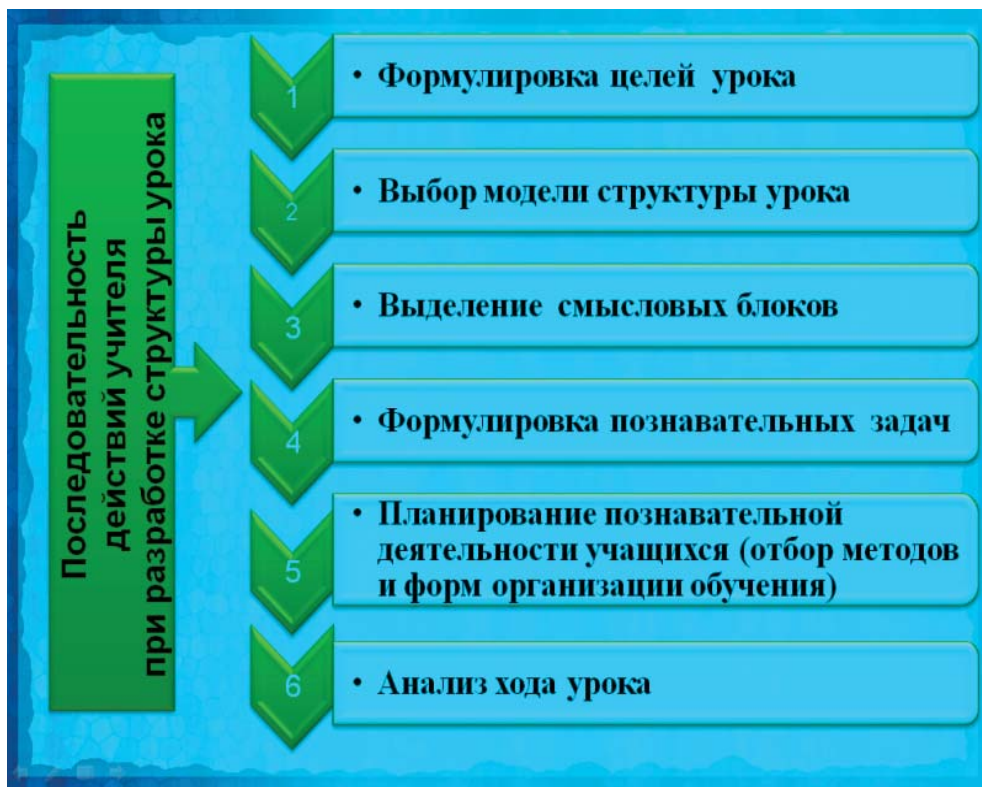 Последовательность
действий учителя
при разработке структуры урока
1
• Формулировка целей урока
2
• Выбор модели структуры урока
3
• Выделение смысловых блоков
4
• Формулировка познавательных задач
5
• Планирование познавательной
деятельности учащихся (отбор методов
и форм организации обучения)
6
• Анализ хода урока